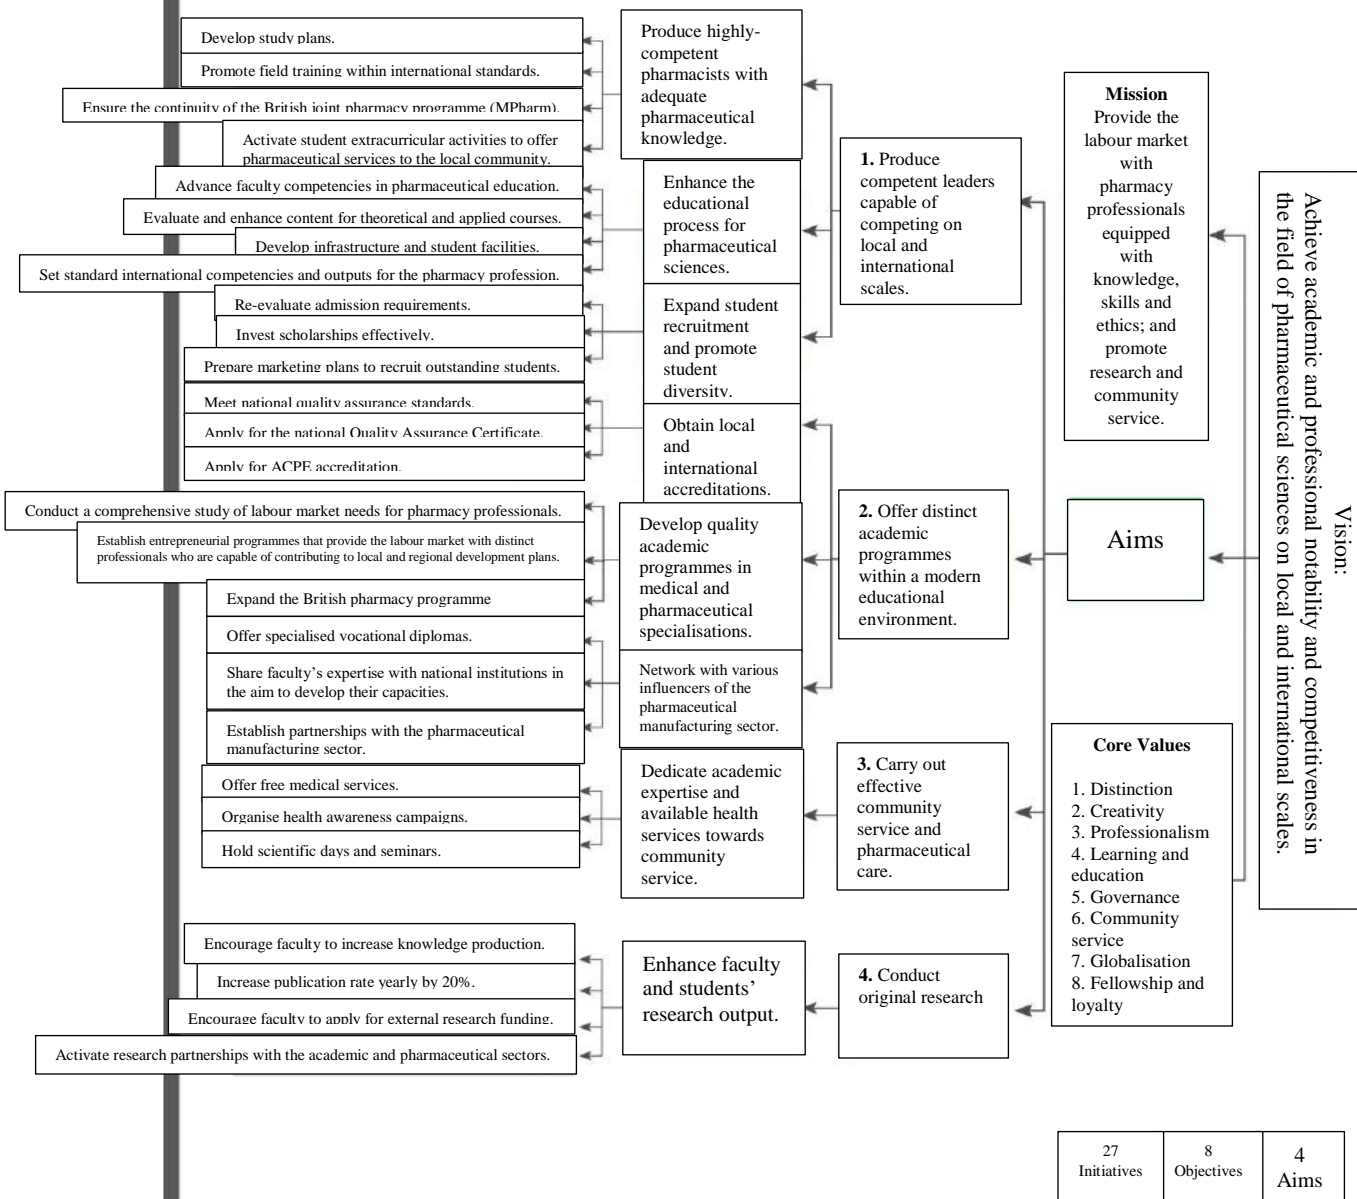 Develop study plans.
Promote field training within international standards.
Ensure the continuity of the British joint pharmacy programme (MPharm).
Activate student extracurricular activities to offer
pharmaceutical services to the local community.
Advance faculty competencies in pharmaceutical education.
Evaluate and enhance content for theoretical and applied courses.
Develop infrastructure and student facilities.
Set standard international competencies and outputs for the pharmacy profession.
Re-evaluate admission requirements.
Invest scholarships effectively.
Prepare marketing plans to recruit outstanding students.
Meet national quality assurance standards.
Apply for the national Quality Assurance Certificate.
Apply for ACPE accreditation.
Conduct a comprehensive study of labour market needs for pharmacy professionals.
Establish entrepreneurial programmes that provide the labour market with distinct
professionals who are capable of contributing to local and regional development plans.
Expand the British pharmacy programme
Offer specialised vocational diplomas.
Share faculty’s expertise with national institutions in
the aim to develop their capacities.
Establish partnerships with the pharmaceutical
manufacturing sector.
Offer free medical services.
Organise health awareness campaigns.
Hold scientific days and seminars.
Encourage faculty to increase knowledge production.
Increase publication rate yearly by 20%.
Encourage faculty to apply for external research funding.
Activate research partnerships with the academic and pharmaceutical sectors.
Produce highly-
competent
pharmacists with
adequate
pharmaceutical
knowledge.
Enhance the
educational
process for
pharmaceutical
sciences.
Expand student
recruitment
and promote
student
diversity.
Obtain local
and
international
accreditations.
Develop quality
academic
programmes in
medical and
pharmaceutical
specialisations.
Network with various
influencers of the
pharmaceutical
manufacturing sector.
Dedicate academic
expertise and
available health
services towards
community
service.
Enhance faculty
and students’
research output.
1. Produce
competent leaders
capable of
competing on
local and
international
scales.
2. Offer distinct
academic
programmes
within a modern
educational
environment.
3. Carry out
effective
community
service and
pharmaceutical
care.
4. Conduct
original research
Mission
Provide the
labour market
with
pharmacy
professionals
equipped
with
knowledge,
skills and
ethics; and
promote
research and
community
service.
Aims
Core Values
1. Distinction
2. Creativity
3. Professionalism
4. Learning and
education
5. Governance
6. Community
service
7. Globalisation
8. Fellowship and
loyalty
Vision:
Achieve academic and professional notability and competitiveness in
the field of pharmaceutical sciences on local and international scales.
27
Initiatives
8
Objectives
4
Aims